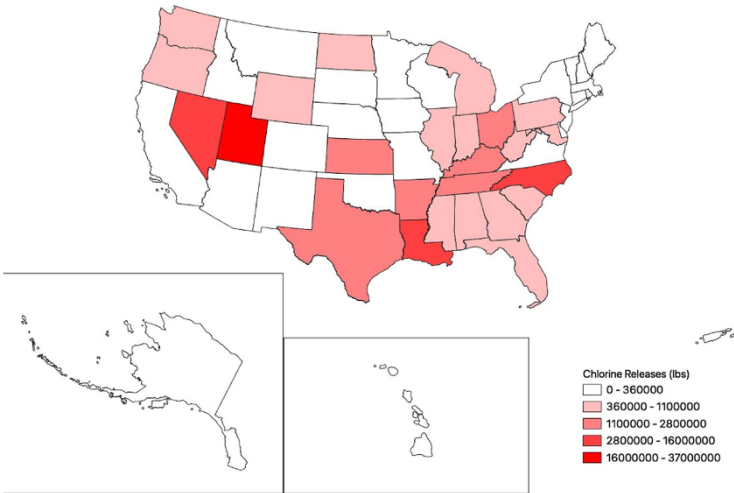 Chlorine Releases (lbs)
0 - 360000
360000 - 1100000
1100000 - 2800000
2800000 - 16000000
16000000 - 37000000